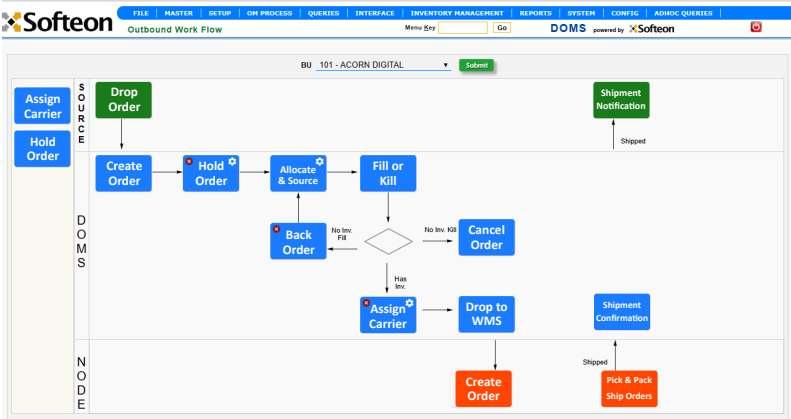 Softeon
FILE MASTER SETUP OM PROCESS QUERIES INTERFACE INVENTORY MANAGEMENT REPORTS SYSTEM CONFIG ADHOC QUERIES
Outbound Work Flow
Menu Key
Go
DOMS powered by Softeon
BU 101 - ACORN DIGITAL
Submit
Assign
Carrier
Hold
Order
SOURCE
Drop
Order
Shipment
Notification
Shipped
DOMS
Create
Order
Hold
Order
Allocate
& Source
Fill or
Kill
Back
Order
No Inv.
Fill
No Inv. Kill
Cancel
Order
Has
Inv.
Assign
Carrier
Drop to
WMS
Shipment
Confirmation
NODE
Shipped
Create
Order
Pick & Pack
Ship Orders